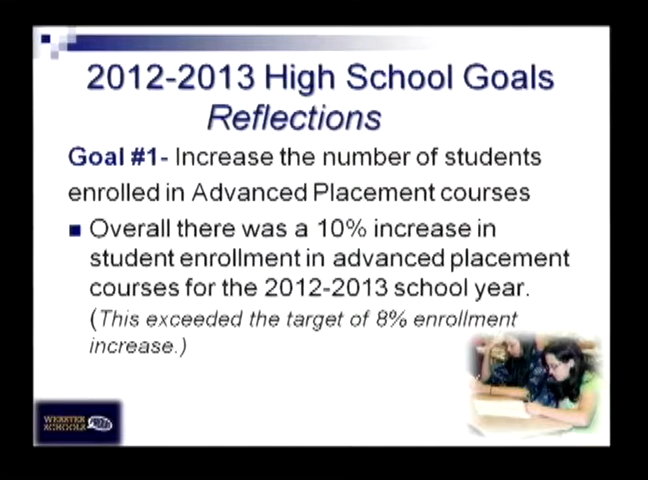 2012-2013 High School Goals
Reflections
Goal #1- Increase the number of students
enrolled in Advanced Placement courses
Overall there was a 10% increase in
student enrollment in advanced placement
courses for the 2012-2013 school year.
(This exceeded the target of 8% enrollment
increase.)
WEBSTER
SCHOOLS